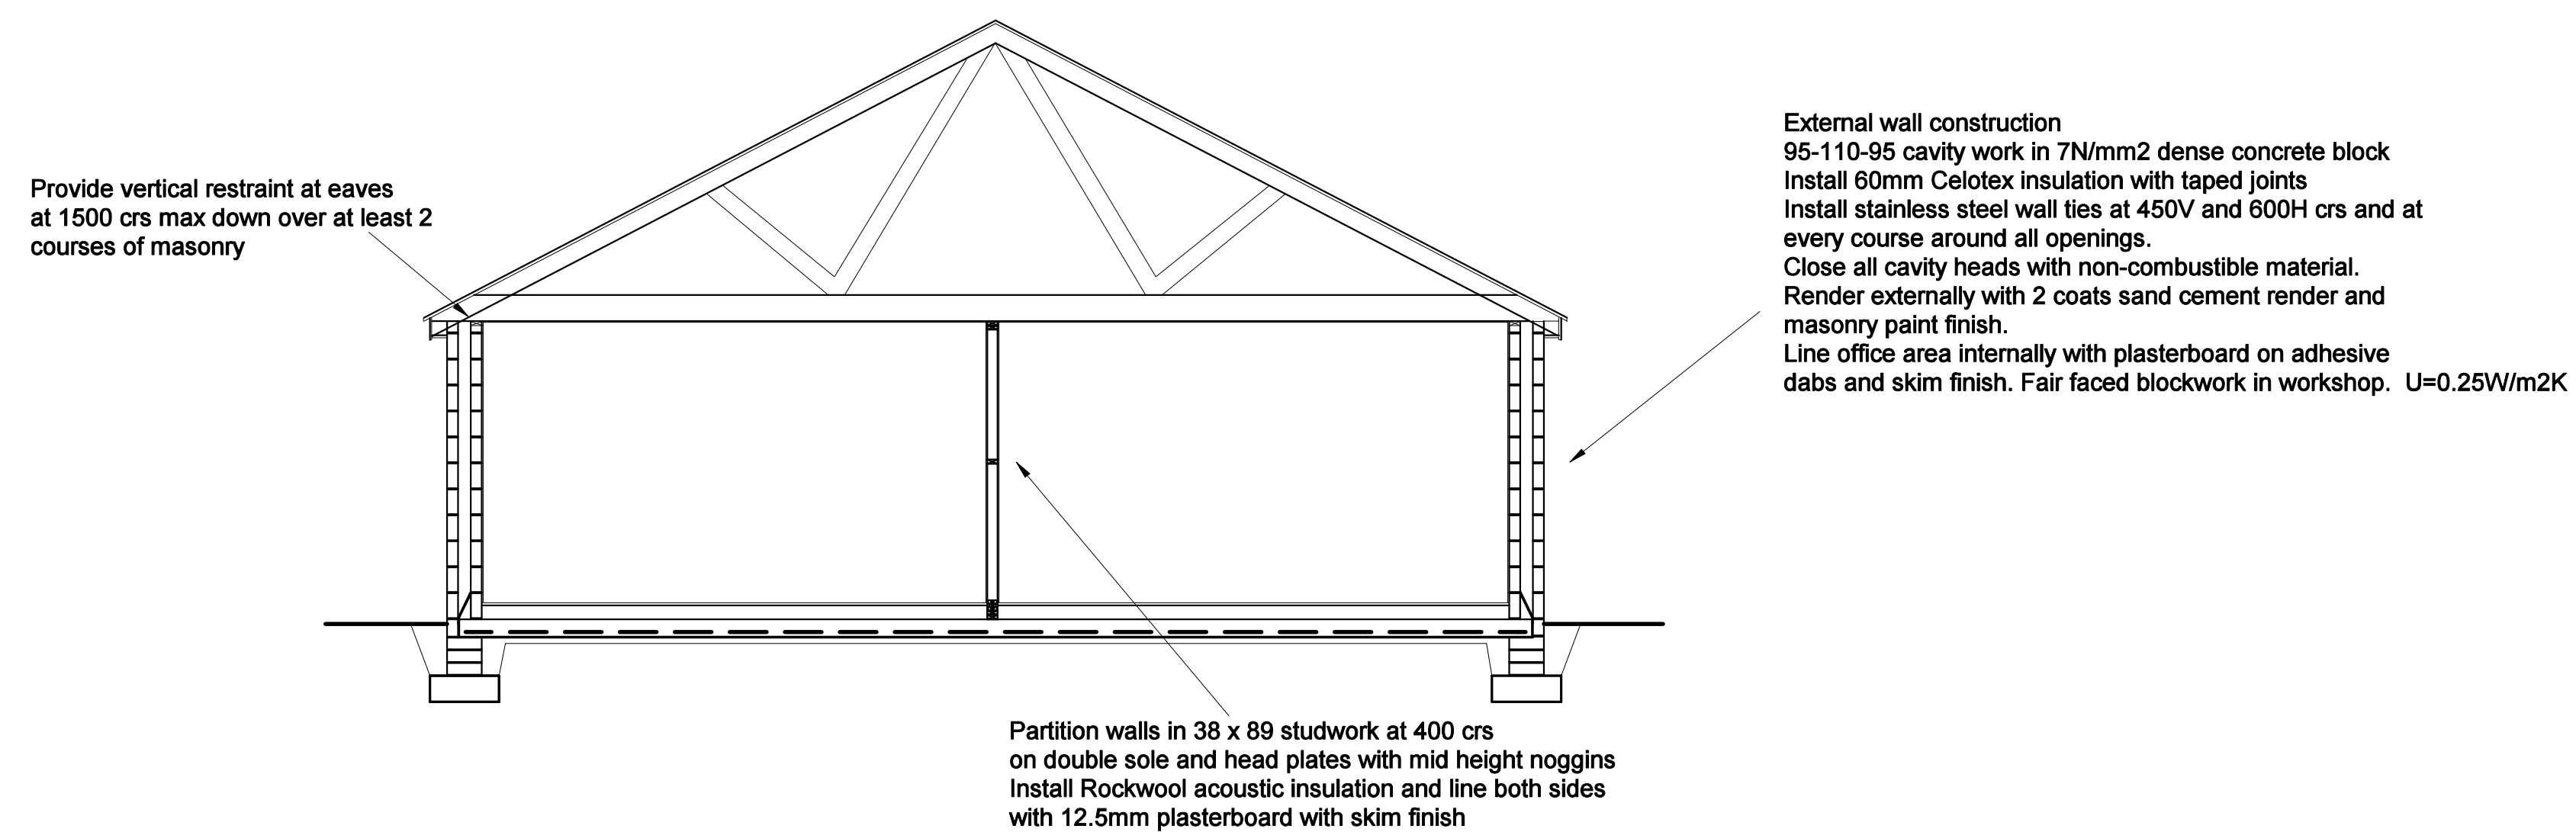 Provide vertical restraint at eaves
at 1500 crs max down over at least 2
courses of masonry
External wall construction
95-110-95 cavity work in 7N/mm2 dense concrete block
Install 60mm Celotex insulation with taped joints
Install stainless steel wall ties at 450V and 600H crs and at
every course around all openings.
Close all cavity heads with non-combustible material.
Render externally with 2 coats sand cement render and
masonry paint finish.
Line office area internally with plasterboard on adhesive
dabs and skim finish. Fair faced blockwork in workshop.  U=0.25W/m2K
Partition walls in 38 x 89 studwork at 400 crs
on double sole and head plates with mid height noggins
Install Rockwool acoustic insulation and line both sides
with 12.5mm plasterboard with skim finish